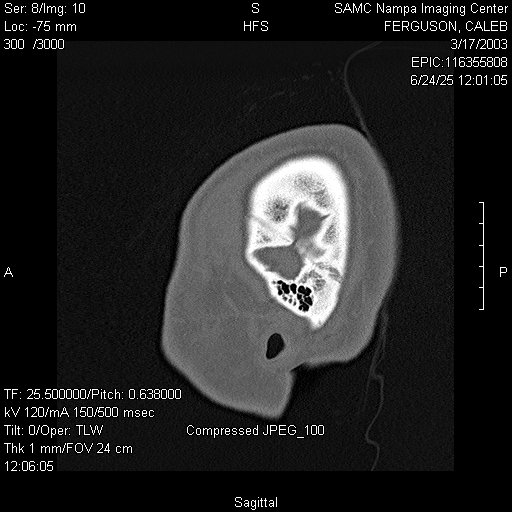 Ser: 8/Img: 10
S
SAMC Nampa Imaging Center
Loc: -75 mm
HFS
FERGUSON, CALEB
300 /3000
3/17/2003
EPIC:116355808
6/24/25 12:01:05
A
P
TF: 25.500000/Pitch: 0.638000
kV 120/mA 150/500 msec
Tilt: 0/Oper: TLW
Compressed JPEG_100
Thk 1 mm/FOV 24 cm
12:06:05
Sagittal